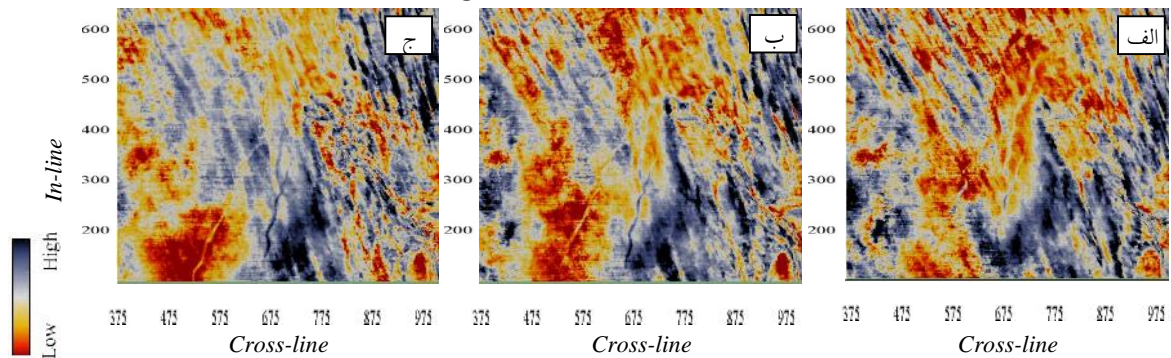 ج
ب
الف
600 600 600
500 500 500
400 400 400
300 300 300
200 200 200
In-line
High
Low
375 475 575 675 775 875 975 375 475 575 675 775 875 975 375 475 575 675 775 875 975
Cross-line Cross-line Cross-line